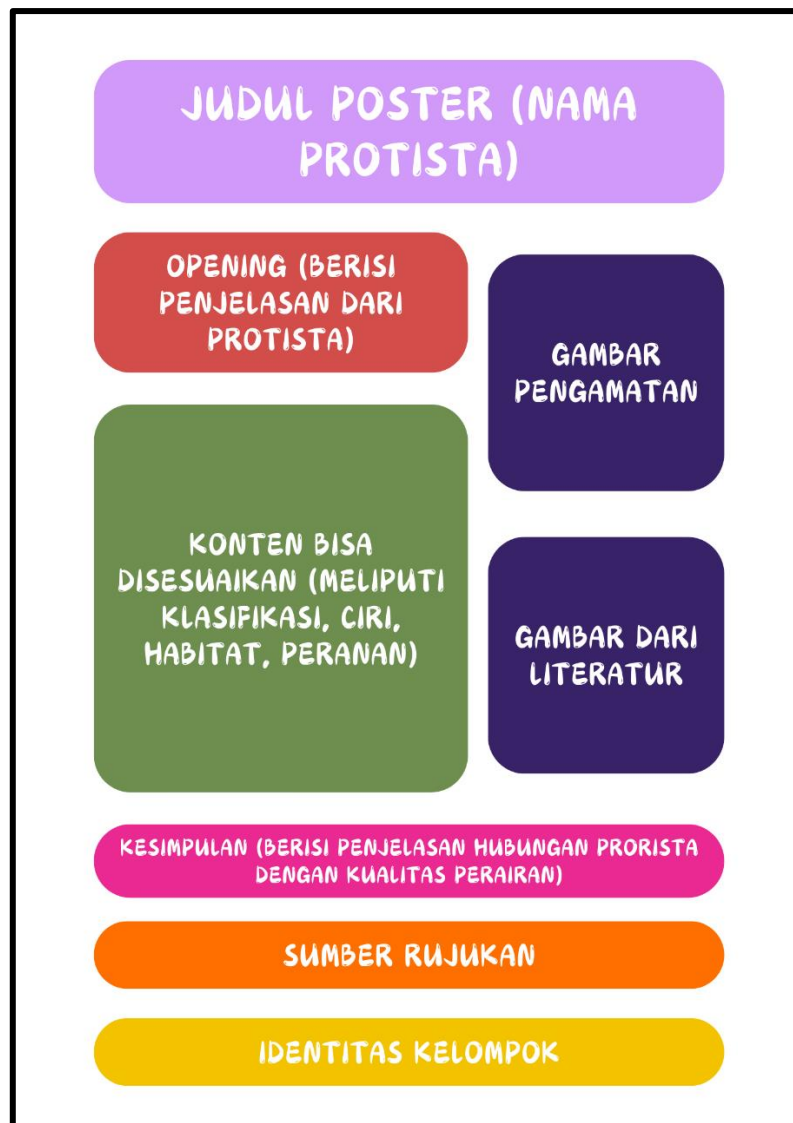 JUDUL POSTER (NAMA
PROTISTA)
OPENING (BERISI
PENJELASAN DARI
PROTISTA)
GAMBAR
PENGAMATAN
KONTEN BISA
DISESUAIKAN (MELIPUTI
KLASIFIKASI, CIRI,
HABITAT, PERANAN)
GAMBAR DARI
LITERATUR
KESIMPULAN (BERISI PENJELASAN HUBUNGAN PRORISTA
DENGAN KUALITAS PERAIRAN)
SUMBER RUJUKAN
IDENTITAS KELOMPOK